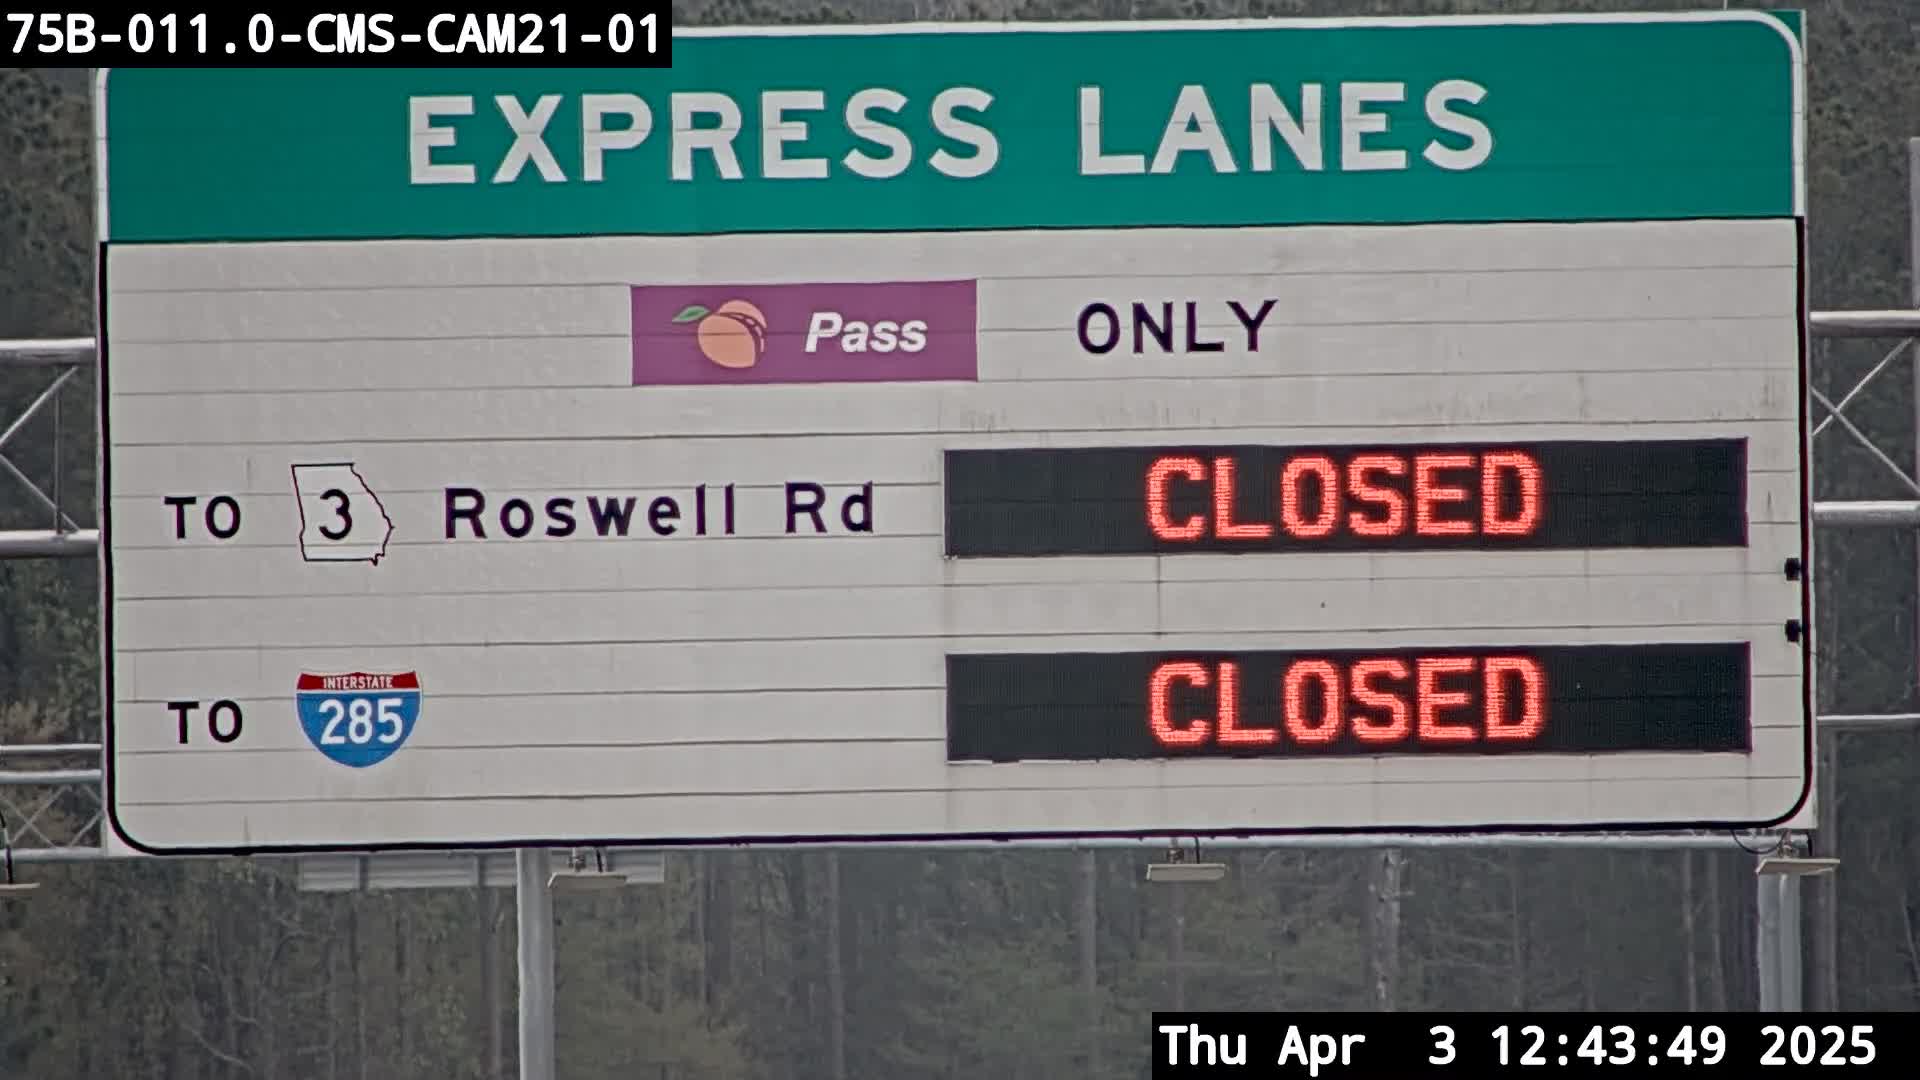 75B-011.0-CMS-CAM21-01
EXPRESS LANES
Pass ONLY
TO 3 Roswell Rd CLOSED
TO INTERSTATE 285 CLOSED
Thu Apr 3 12:43:49 2025